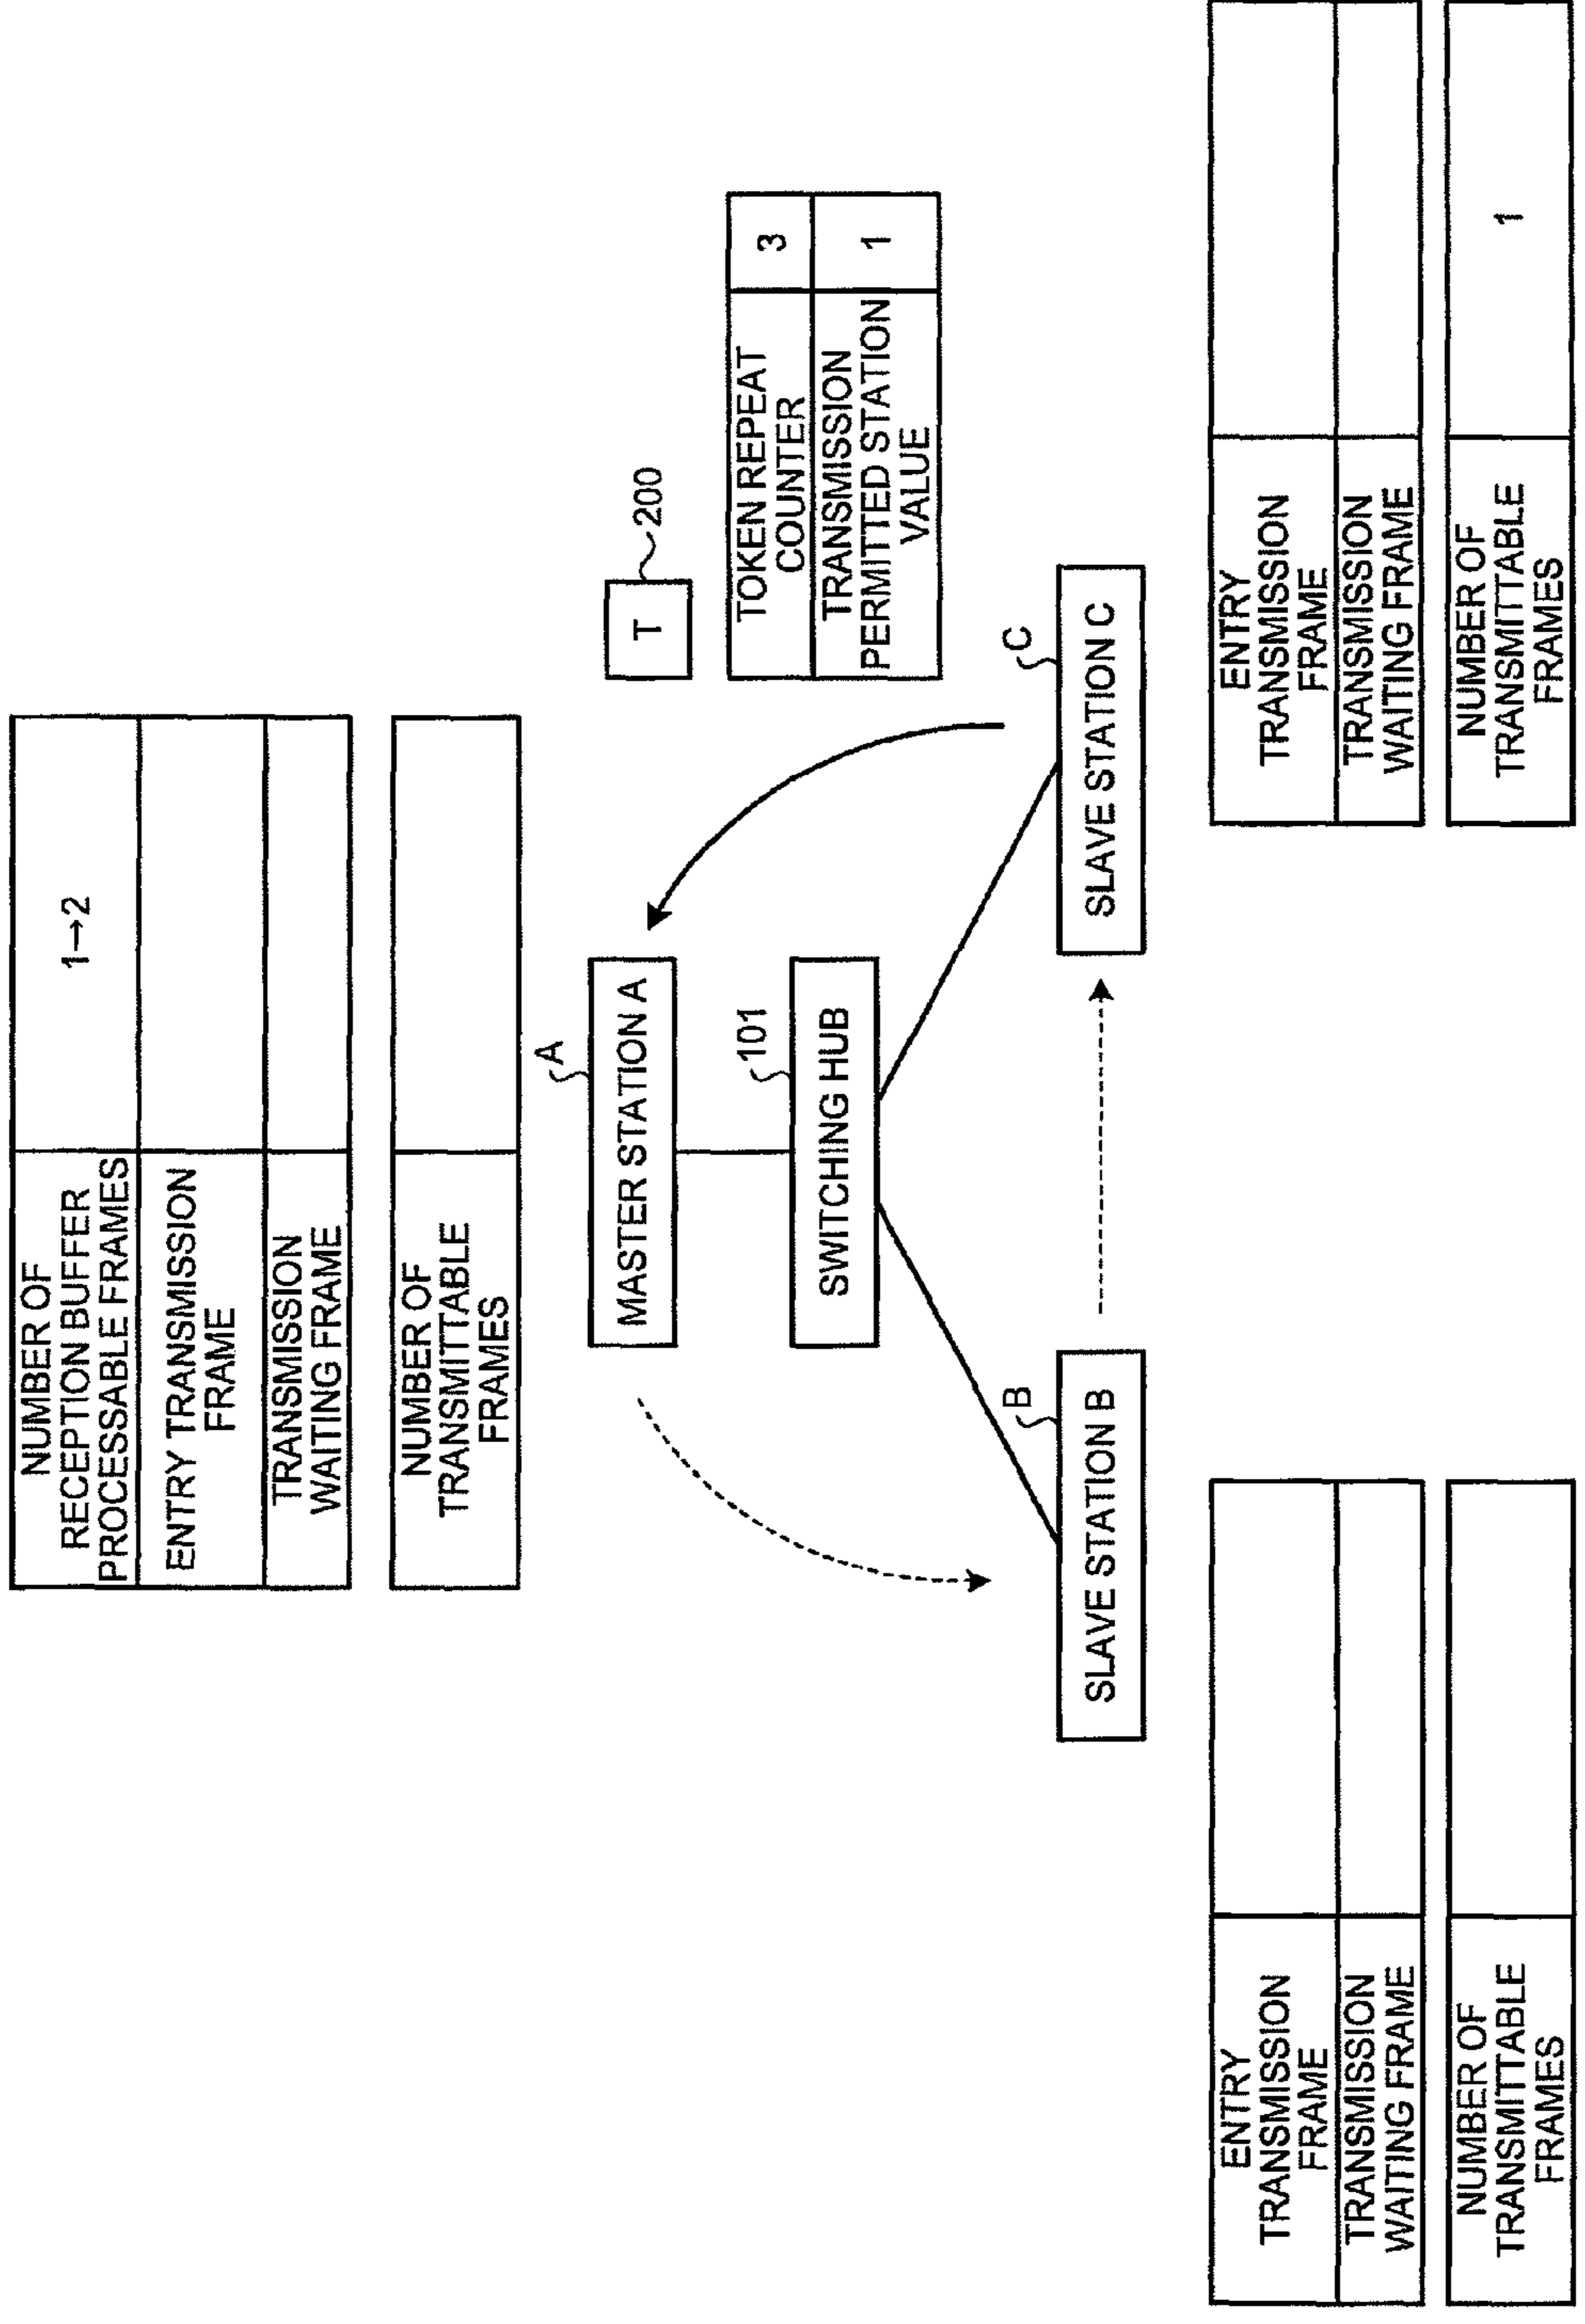 NUMBER OF
RECEPTION BUFFER
PROCESSABLE FRAMES
1→2
ENTRY TRANSMISSION
FRAME
TRANSMISSION
WAITING FRAME
NUMBER OF
TRANSMITTABLE
FRAMES
A
MASTER STATION A
T
200
TOKEN REPEAT
COUNTER
3
TRANSMISSION
PERMITTED STATION
VALUE
1
101
SWITCHING HUB
B
SLAVE STATION B
C
SLAVE STATION C
ENTRY
TRANSMISSION
FRAME
TRANSMISSION
WAITING FRAME
NUMBER OF
TRANSMITTABLE
FRAMES
ENTRY
TRANSMISSION
FRAME
TRANSMISSION
WAITING FRAME
NUMBER OF
TRANSMITTABLE
FRAMES
1